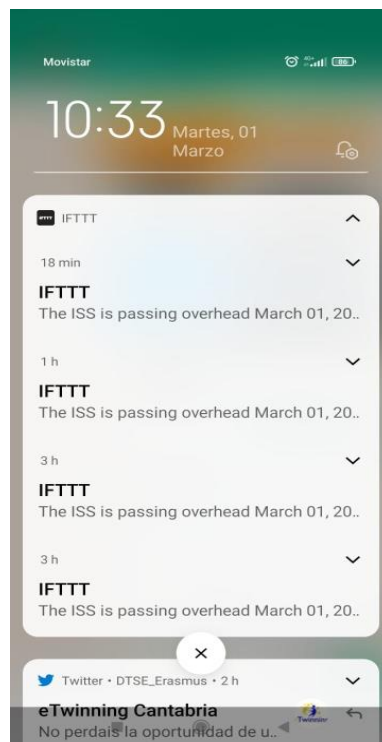 Movistar
4G+
86
10:33 Martes, 01
Marzo
IFTTT IFTTT
18 min
IFTTT
The ISS is passing overhead March 01, 20..
1 h
IFTTT
The ISS is passing overhead March 01, 20..
3 h
IFTTT
The ISS is passing overhead March 01, 20..
3 h
IFTTT
The ISS is passing overhead March 01, 20..
Twitter • DTSE_Erasmus • 2 h
eTwinning Cantabria
No perdais la oportunidad de u..